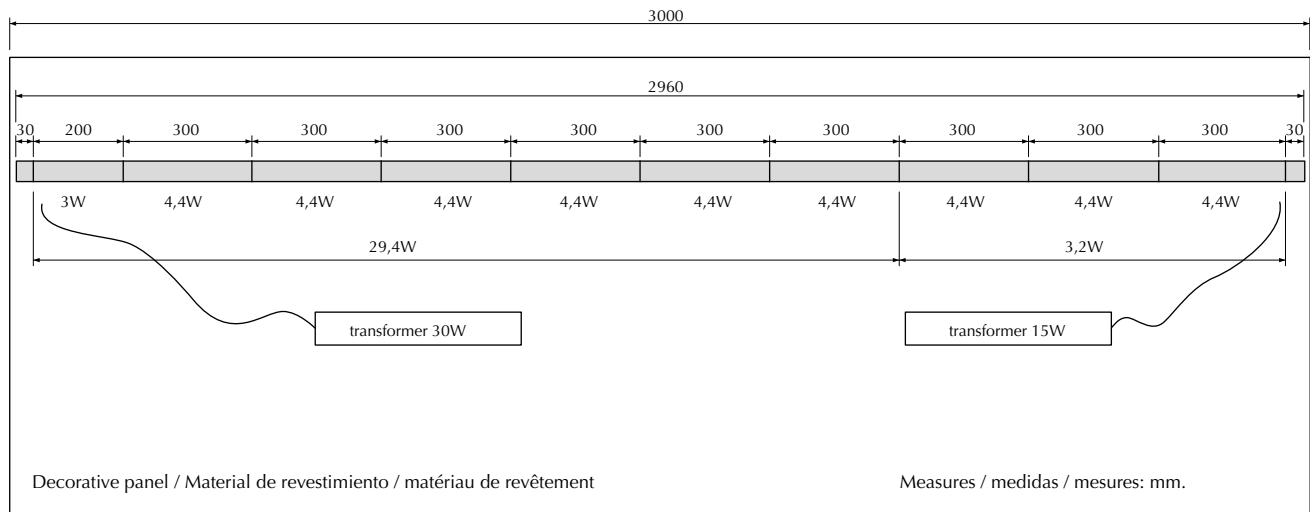 3000
2960
30 200 300 300 300 300 300 300 300 300 300 30
3W 4,4W 4,4W 4,4W 4,4W 4,4W 4,4W 4,4W 4,4W 4,4W
29,4W 3,2W
transformer 30W transformer 15W
Decorative panel / Material de revestimiento / matériau de revêtement Measures / medidas / mesures: mm.